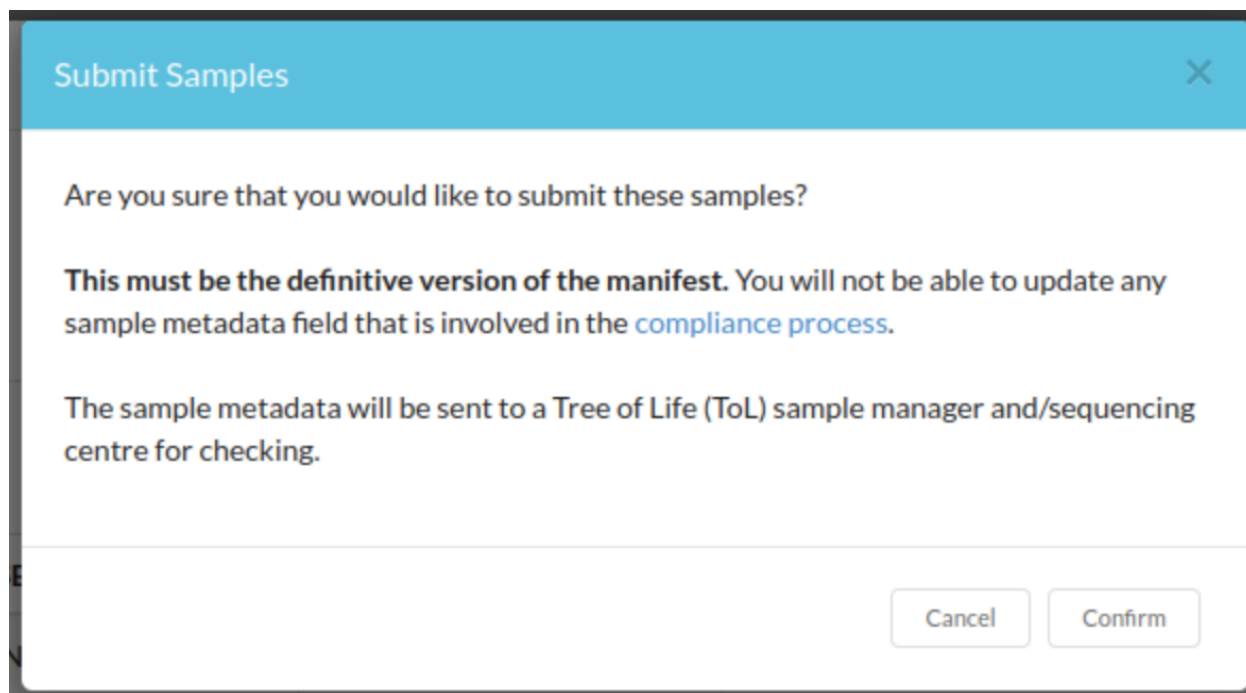 Submit Samples
Are you sure that you would like to submit these samples?
This must be the definitive version of the manifest. You will not be able to update any
sample metadata field that is involved in the compliance process.
The sample metadata will be sent to a Tree of Life (ToL) sample manager and/sequencing
centre for checking.
Cancel Confirm